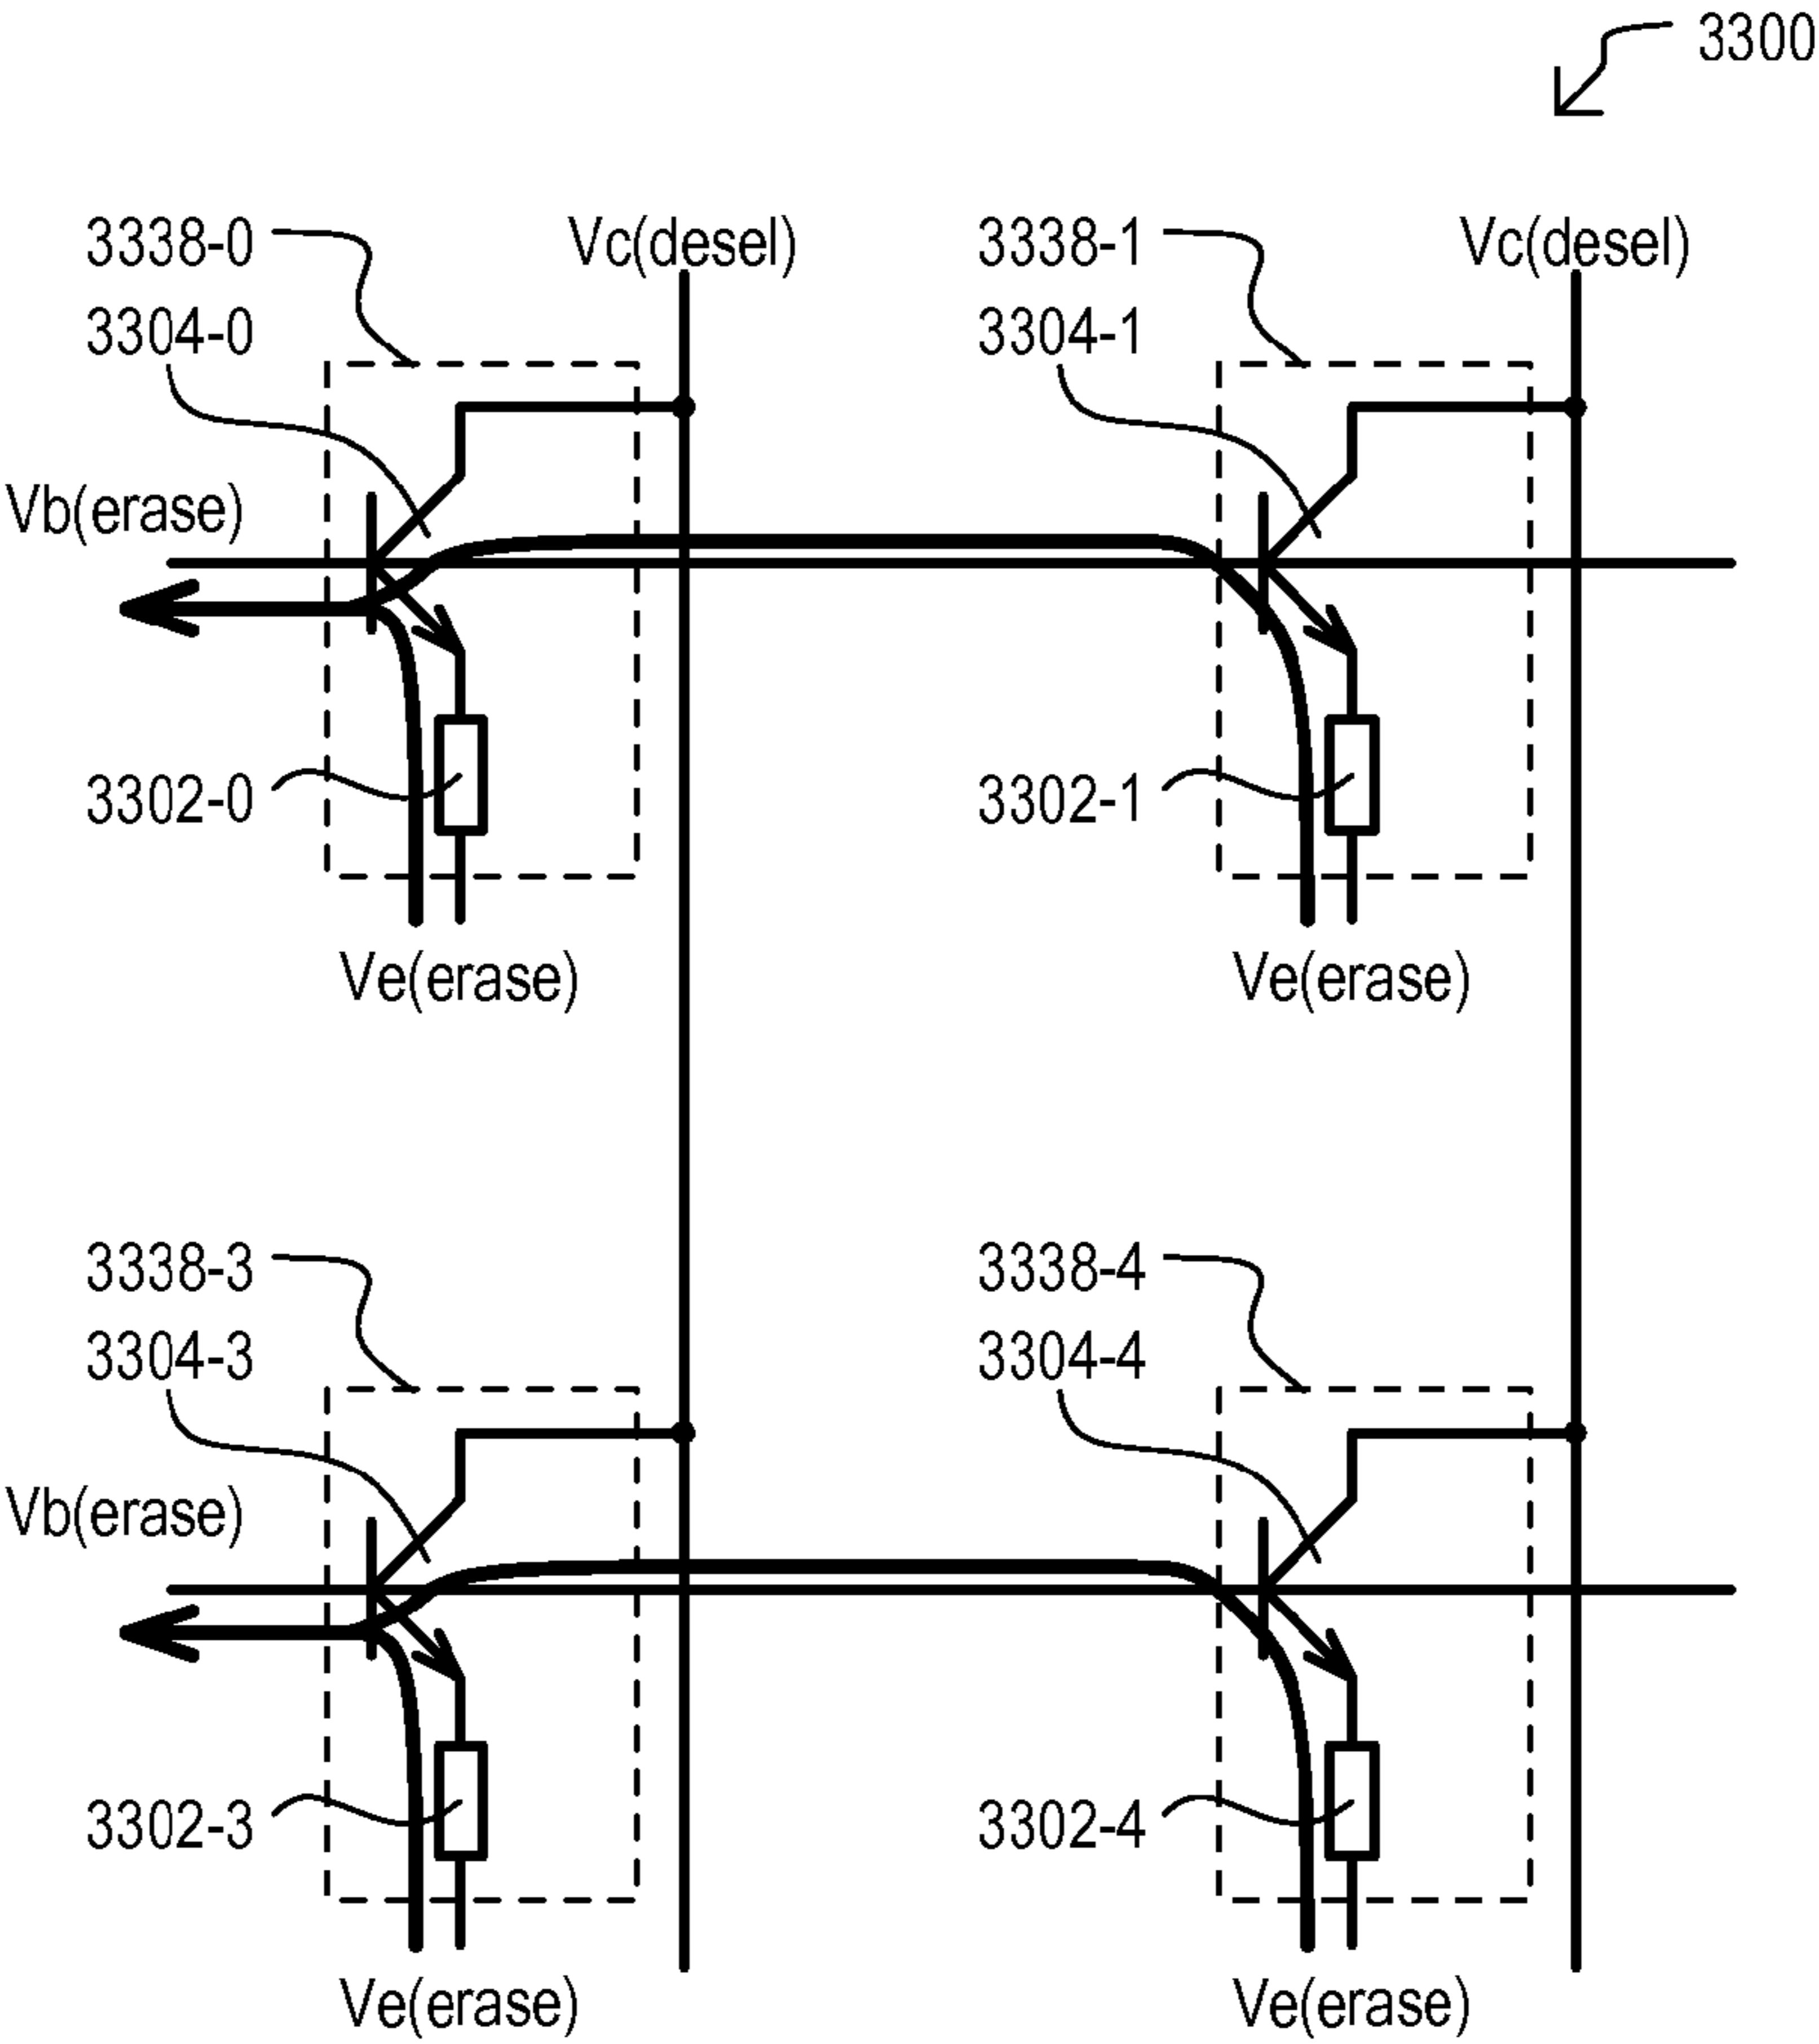 3300
3338-0
Vc(desel)
3338-1
Vc(desel)
3304-0
3304-1
Vb(erase)
3302-0
3302-1
Ve(erase)
Ve(erase)
3338-3
3338-4
3304-3
3304-4
Vb(erase)
3302-3
3302-4
Ve(erase)
Ve(erase)